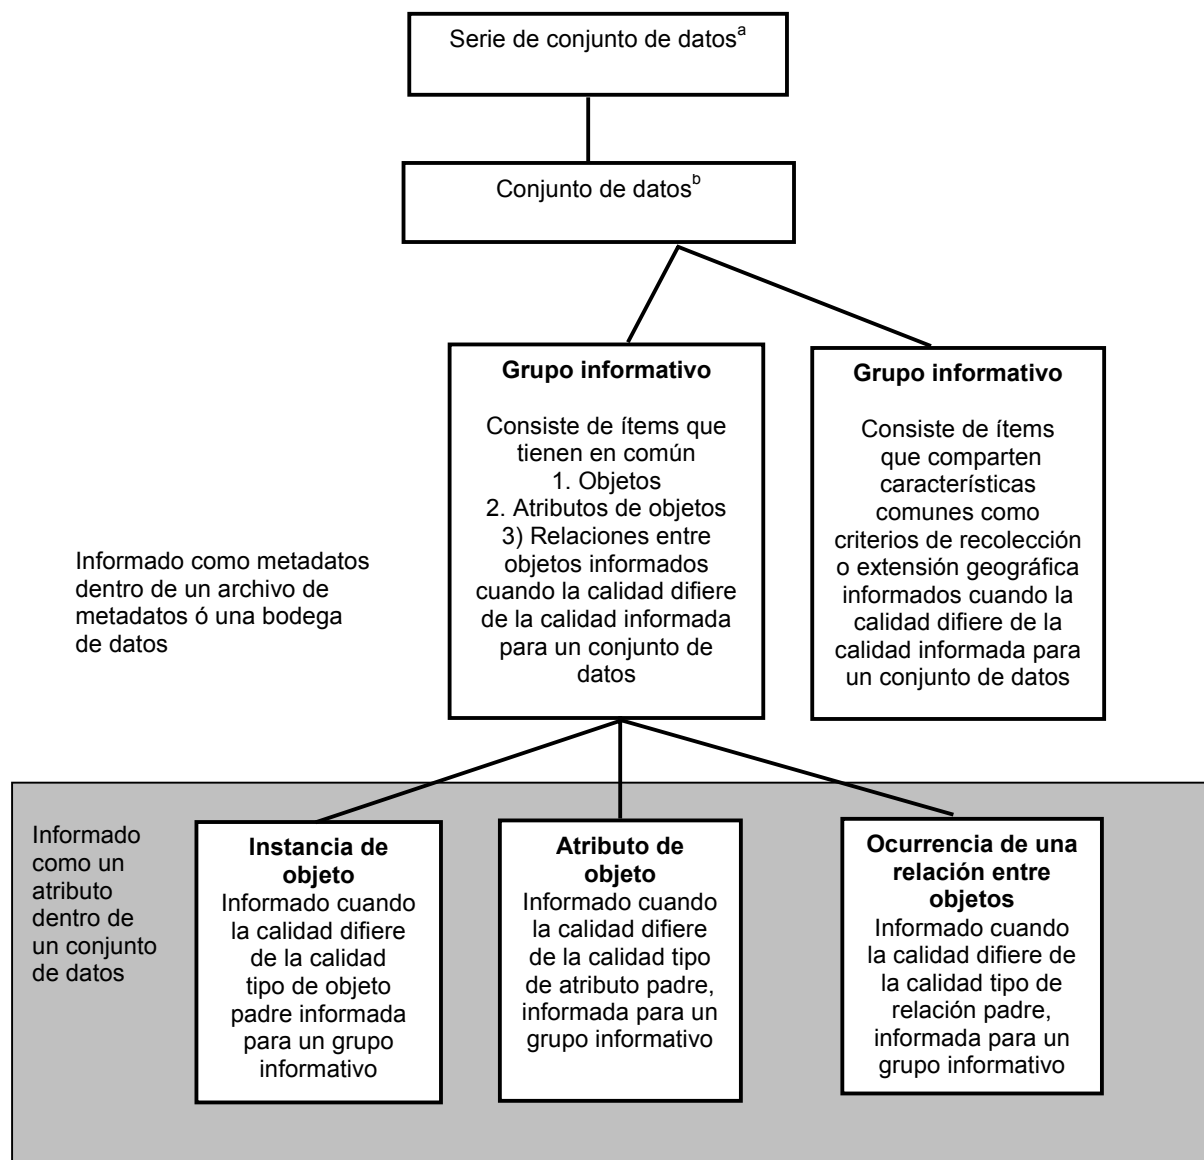 Serie de conjunto de datosᵃ
Conjunto de datosᵇ
Grupo informativo
Consiste de ítems que
tienen en común
1. Objetos
2. Atributos de objetos
3) Relaciones entre
objetos informados
cuando la calidad difiere
de la calidad informada
para un conjunto de
datos
Grupo informativo
Consiste de ítems
que comparten
características
comunes como
criterios de recolección
o extensión geográfica
informados cuando la
calidad difiere de la
calidad informada para
un conjunto de datos
Informado como metadatos
dentro de un archivo de
metadatos ó una bodega
de datos
Informado
como un
atributo
dentro de
un conjunto
de datos
Instancia de
objeto
Informado cuando
la calidad difiere
de la calidad
tipo de objeto
padre informada
para un grupo
informativo
Atributo de
objeto
Informado cuando
la calidad difiere
de la calidad tipo
de atributo padre,
informada para un
grupo informativo
Ocurrencia de una
relación entre
objetos
Informado cuando
la calidad difiere de
la calidad tipo de
relación padre,
informada para un
grupo informativo